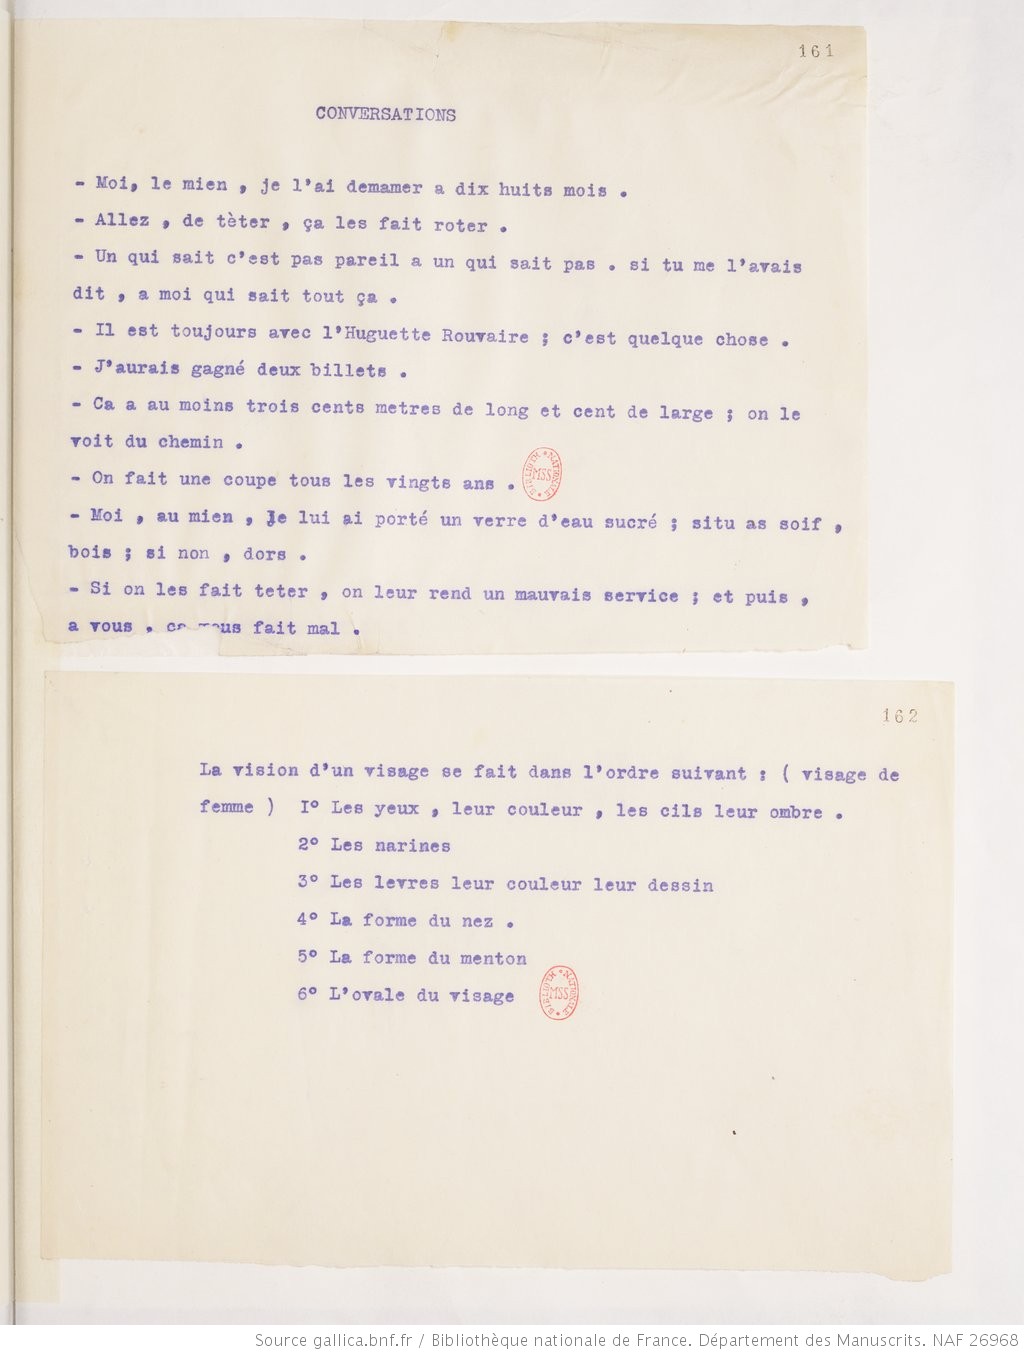 161
CONVERSATIONS
- Moi, le mien , je l'ai demamer a dix huits mois .
- Allez , de tèter , ça les fait roter .
- Un qui sait c'est pas pareil a un qui sait pas . si tu me l'avais
dit , a moi qui sait tout ça .
- Il est toujours avec l'Huguette Rouvaire ; c'est quelque chose .
- J'aurais gagné deux billets .
- Ca a au moins trois cents metres de long et cent de large ; on le
voit du chemin .
- On fait une coupe tous les vingts ans .
BIBLIOTH. NATIONALE MSS
- Moi , au mien , je lui ai porté un verre d'eau sucré ; situ as soif ,
bois ; si non , dors .
- Si on les fait teter , on leur rend un mauvais service ; et puis ,
a vous , fait mal .
162
La vision d'un visage se fait dans l'ordre suivant : ( visage de
femme ) I° Les yeux , leur couleur , les cils leur ombre .
2° Les narines
3° Les levres leur couleur leur dessin
4° La forme du nez .
5° La forme du menton
6° L'ovale du visage
BIBLIOTH. NATIONALE MSS
Source gallica.bnf.fr / Bibliothèque nationale de France. Département des Manuscrits. NAF 26968